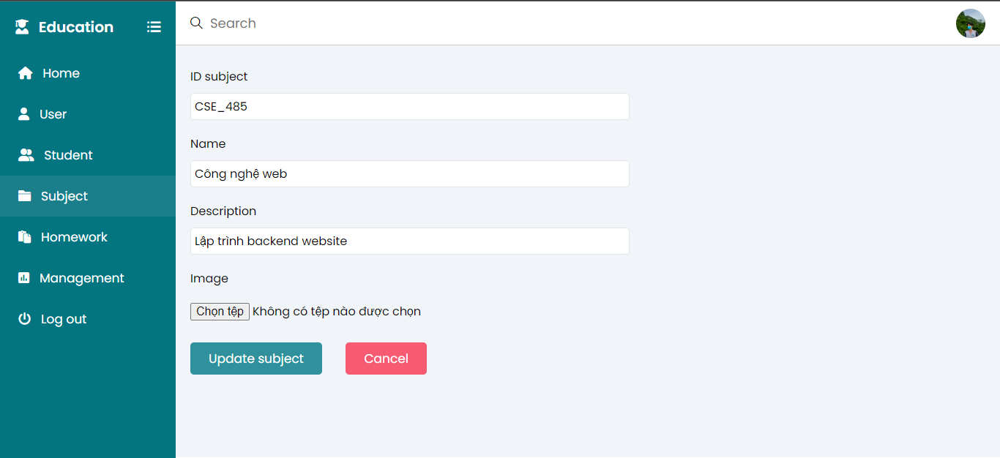 Education
Search
Home
User
Student
Subject
Homework
Management
Log out
ID subject
CSE_485
Name
Công nghệ web
Description
Lập trình backend website
Image
Chọn tệp Không có tệp nào được chọn
Update subject Cancel